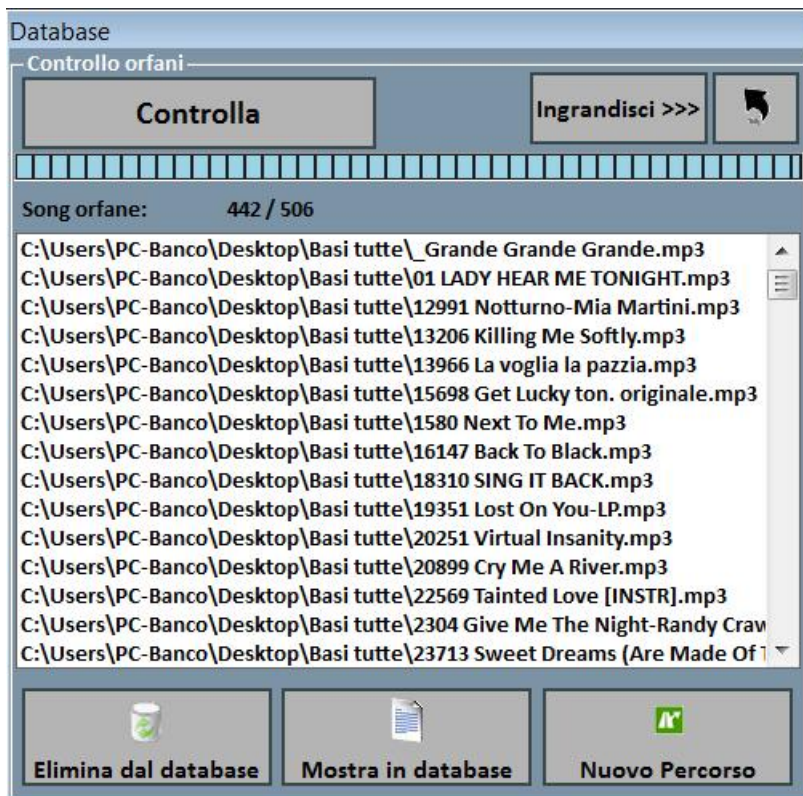 Database
Controllo orfani
Controlla
Ingrandisci >>>
Song orfane: 442 / 506
C:\Users\PC-Banco\Desktop\Basi tutte\_Grande Grande Grande.mp3
C:\Users\PC-Banco\Desktop\Basi tutte\01 LADY HEAR ME TONIGHT.mp3
C:\Users\PC-Banco\Desktop\Basi tutte\12991 Notturno-Mia Martini.mp3
C:\Users\PC-Banco\Desktop\Basi tutte\13206 Killing Me Softly.mp3
C:\Users\PC-Banco\Desktop\Basi tutte\13966 La voglia la pazzia.mp3
C:\Users\PC-Banco\Desktop\Basi tutte\15698 Get Lucky ton. originale.mp3
C:\Users\PC-Banco\Desktop\Basi tutte\1580 Next To Me.mp3
C:\Users\PC-Banco\Desktop\Basi tutte\16147 Back To Black.mp3
C:\Users\PC-Banco\Desktop\Basi tutte\18310 SING IT BACK.mp3
C:\Users\PC-Banco\Desktop\Basi tutte\19351 Lost On You-LP.mp3
C:\Users\PC-Banco\Desktop\Basi tutte\20251 Virtual Insanity.mp3
C:\Users\PC-Banco\Desktop\Basi tutte\20899 Cry Me A River.mp3
C:\Users\PC-Banco\Desktop\Basi tutte\22569 Tainted Love [INSTR].mp3
C:\Users\PC-Banco\Desktop\Basi tutte\2304 Give Me The Night-Randy Craw
C:\Users\PC-Banco\Desktop\Basi tutte\23713 Sweet Dreams (Are Made Of T
Elimina dal database
Mostra in database
Nuovo Percorso